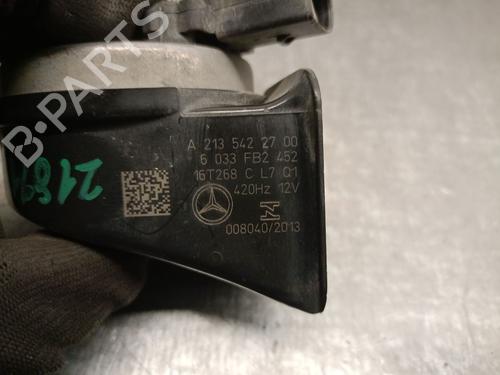 A 213 542 27 00
6 033 FB2 452
16T268 C L7 Q1
420Hz 12V
008040/2013
B-PARTS